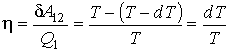 η = δA₁₂/Q₁ = (T − (T − dT))/T = dT/T